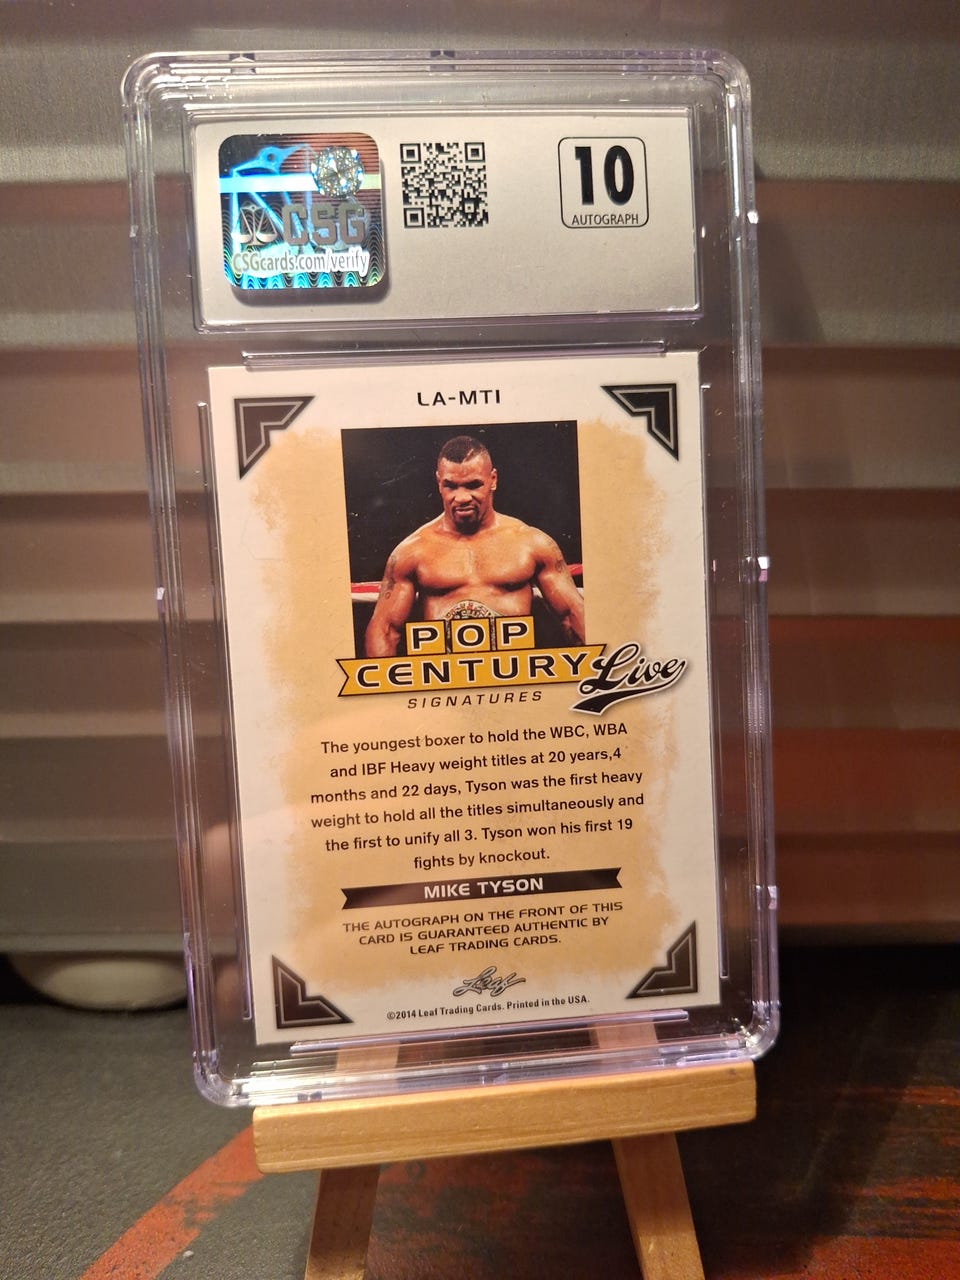 CSG
CSGcards.com/verify
10
AUTOGRAPH
LA-MTI
POP
CENTURY
Live
SIGNATURES
The youngest boxer to hold the WBC, WBA
and IBF Heavy weight titles at 20 years,4
months and 22 days, Tyson was the first heavy
weight to hold all the titles simultaneously and
the first to unify all 3. Tyson won his first 19
fights by knockout.
MIKE TYSON
THE AUTOGRAPH ON THE FRONT OF THIS
CARD IS GUARANTEED AUTHENTIC BY
LEAF TRADING CARDS.
Leaf
©2014 Leaf Trading Cards. Printed in the USA.